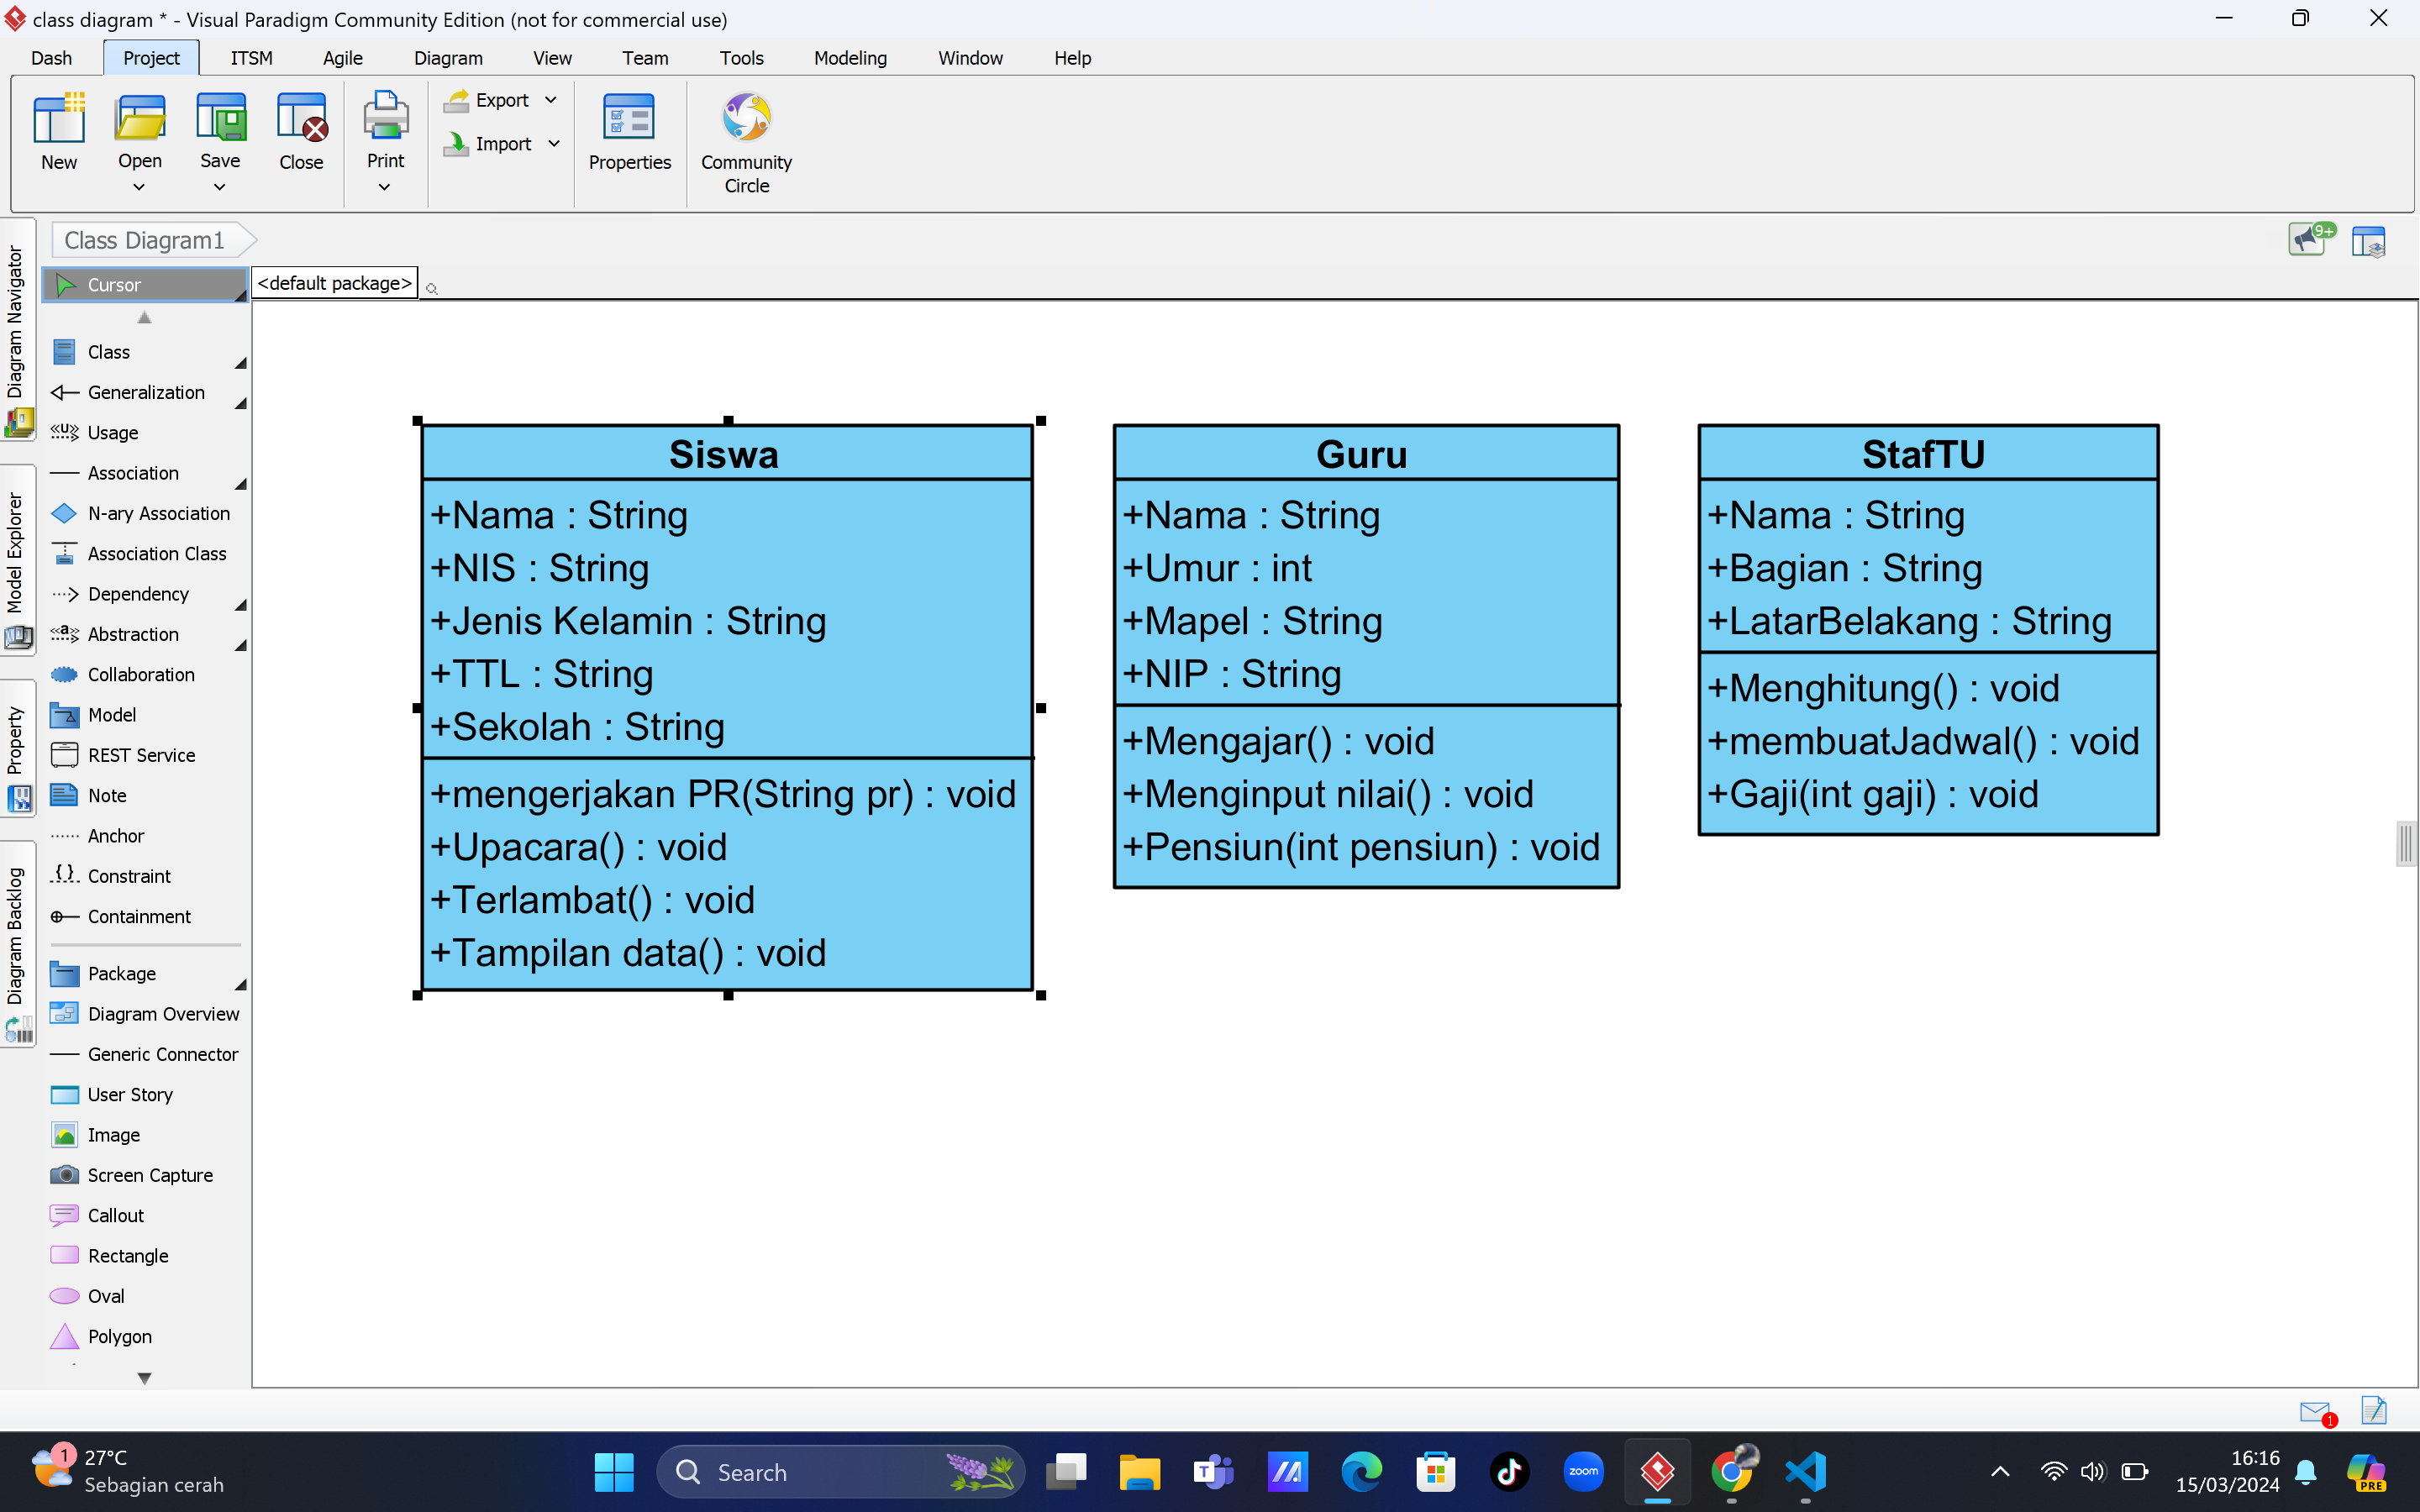 class diagram * - Visual Paradigm Community Edition (not for commercial use)
Dash Project ITSM Agile Diagram View Team Tools Modeling Window Help
New
Open
Save
Close
Print
Export
Import
Properties
Community
Circle
Class Diagram1
9+
Diagram Navigator
Model Explorer
Property
Diagram Backlog
Cursor
<default package>
Class
Generalization
«U» Usage
Association
N-ary Association
Association Class
Dependency
«a» Abstraction
Collaboration
Model
REST Service
Note
Anchor
{} Constraint
Containment
Package
Diagram Overview
Generic Connector
User Story
Image
Screen Capture
Callout
Rectangle
Oval
Polygon
Siswa
+Nama : String
+NIS : String
+Jenis Kelamin : String
+TTL : String
+Sekolah : String
+mengerjakan PR(String pr) : void
+Upacara() : void
+Terlambat() : void
+Tampilan data() : void
Guru
+Nama : String
+Umur : int
+Mapel : String
+NIP : String
+Mengajar() : void
+Menginput nilai() : void
+Pensiun(int pensiun) : void
StafTU
+Nama : String
+Bagian : String
+LatarBelakang : String
+Menghitung() : void
+membuatJadwal() : void
+Gaji(int gaji) : void
1
1
27°C
Sebagian cerah
Search
T
zoom
16:16
15/03/2024
PRE